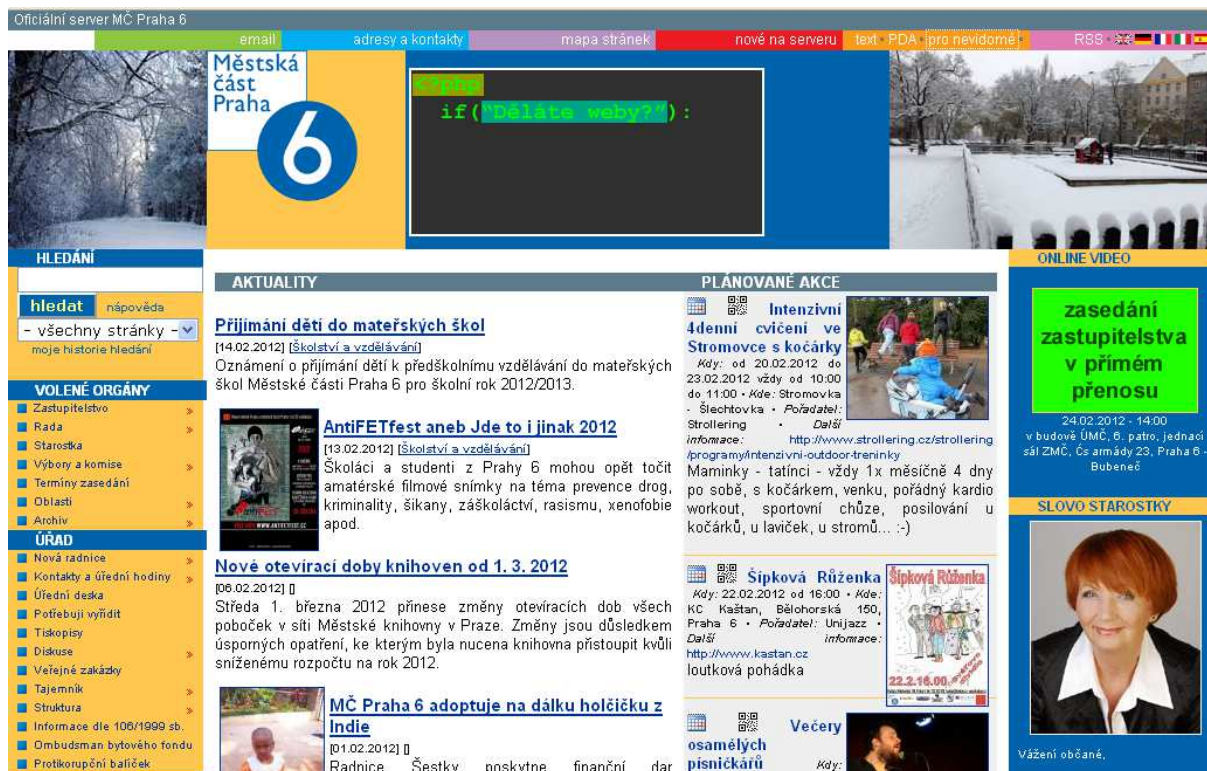 Oficiální server MČ Praha 6
email
adresy a kontakty
mapa stránek
nové na serveru
text • PDA • pro nevidomé •
RSS •
Městská
část
Praha
6
<?php
if("Děláte weby?"):
HLEDÁNÍ
hledat nápověda
- všechny stránky -
moje historie hledání
VOLENÉ ORGÁNY
Zastupitelstvo »
Rada »
Starostka
Výbory a komise »
Termíny zasedání
Oblasti »
Archiv »
ÚŘAD
Nová radnice »
Kontakty a úřední hodiny »
Úřední deska
Potřebuji vyřídit
Tiskopisy
Diskuse »
Veřejné zakázky
Tajemník »
Struktura »
Informace dle 106/1999 sb.
Ombudsman bytového fondu
Protikorupční balíček
AKTUALITY
Přijímání dětí do mateřských škol
[14.02.2012] [Školství a vzdělávání]
Oznámení o přijímání dětí k předškolnímu vzdělávání do mateřských
škol Městské části Praha 6 pro školní rok 2012/2013.
WWW.ANTIFETFEST.CZ
AntiFETfest aneb Jde to i jinak 2012
[13.02.2012] [Školství a vzdělávání]
Školáci a studenti z Prahy 6 mohou opět točit
amatérské filmové snímky na téma prevence drog,
kriminality, šikany, záškoláctví, rasismu, xenofobie
apod.
Nové otevírací doby knihoven od 1. 3. 2012
[06.02.2012] []
Středa 1. března 2012 přinese změny otevíracích dob všech
poboček v síti Městské knihovny v Praze. Změny jsou důsledkem
úsporných opatření, ke kterým byla nucena knihovna přistoupit kvůli
sníženému rozpočtu na rok 2012.
MČ Praha 6 adoptuje na dálku holčičku z
Indie
[01.02.2012] []
Radnice Šestky poskytne finanční dar
PLÁNOVANÉ AKCE
Intenzivní
4denní cvičení ve
Stromovce s kočárky
Kdy: od 20.02.2012 do
23.02.2012 vždy od 10:00
do 11:00 • Kde: Stromovka
- Šlechtovka • Pořadatel:
Strollering • Další
infomace: http://www.strollering.cz/strollering
/programy/intenzivni-outdoor-treninky
Maminky - tatínci - vždy 1x měsíčně 4 dny
po sobě, s kočárkem, venku, pořádný kardio
workout, sportovní chůze, posilování u
kočárků, u laviček, u stromů... :-)
Šípková Růženka
Kdy: 22.02.2012 od 16:00 • Kde:
KC Kaštan, Bělohorská 150,
Praha 6 • Pořadatel: Unijazz •
Další infomace:
http://www.kastan.cz
loutková pohádka
Šípková Růženka
22.2.16.00
Večery
osamělých
písničkářů Kdy:
ONLINE VIDEO
zasedání
zastupitelstva
v přímém
přenosu
24.02.2012 - 14:00
v budově ÚMČ, 6. patro, jednací
sál ZMČ, Čs armády 23, Praha 6 -
Bubeneč
SLOVO STAROSTKY
Vážení občané,